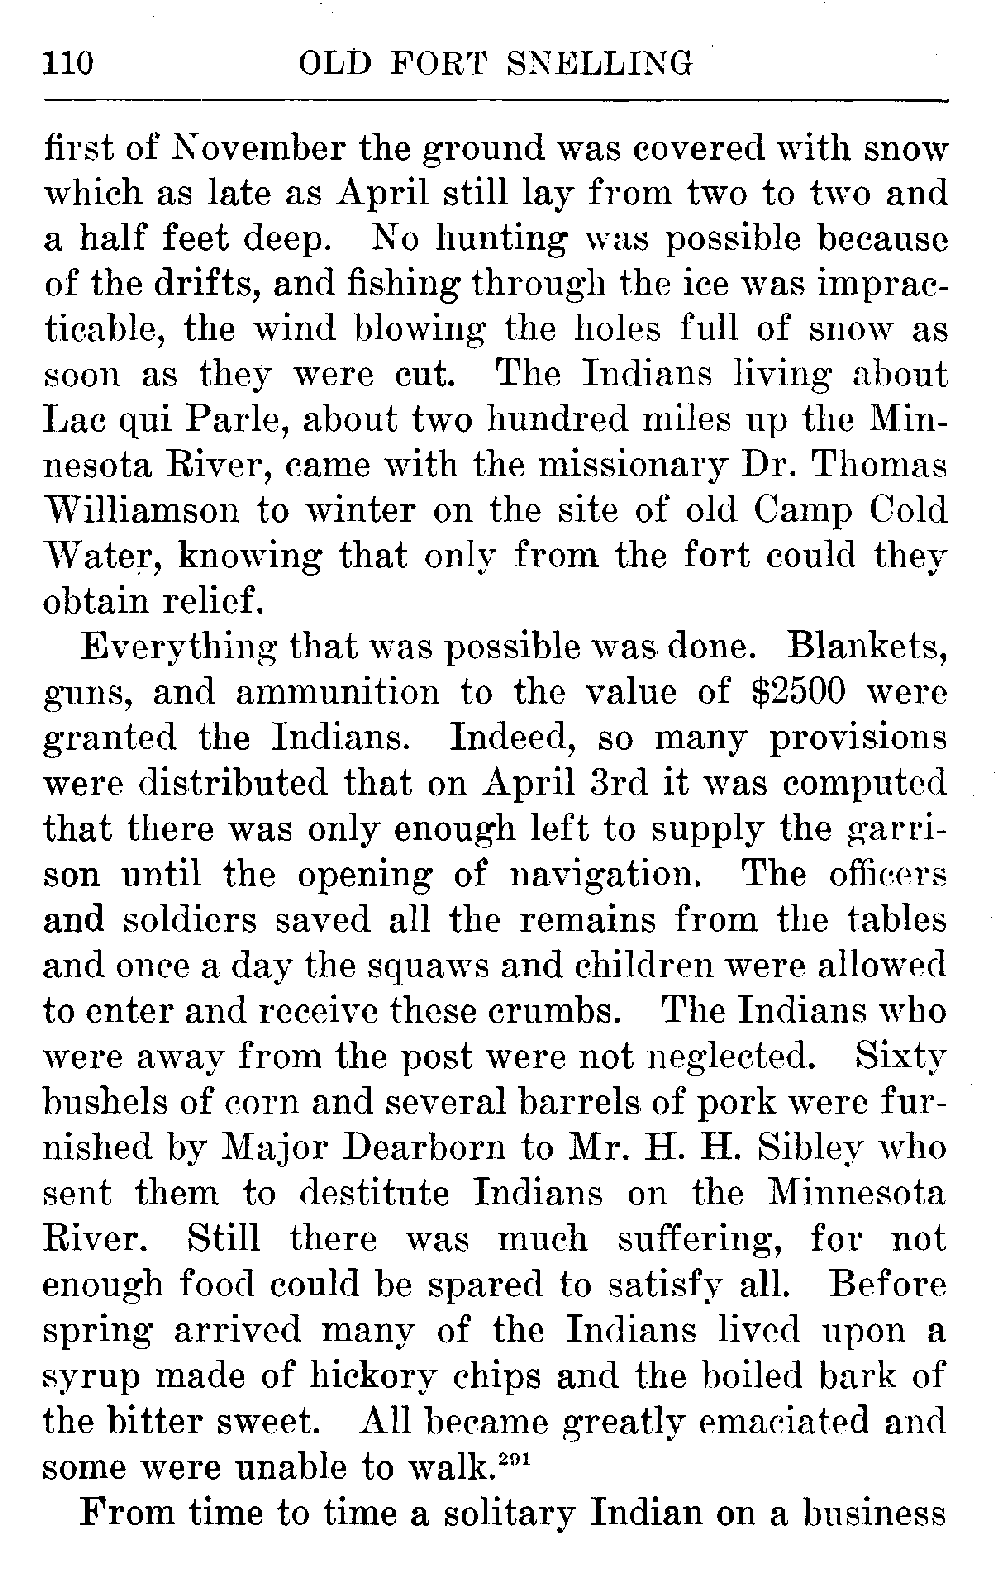 110 OLD FORT SNELLING
first of November the ground was covered with snow
which as late as April still lay from two to two and
a half feet deep. No hunting was possible because
of the drifts, and fishing through the ice was imprac-
ticable, the wind blowing the holes full of snow as
soon as they were cut. The Indians living about
Lac qui Parle, about two hundred miles up the Min-
nesota River, came with the missionary Dr. Thomas
Williamson to winter on the site of old Camp Cold
Water, knowing that only from the fort could they
obtain relief.
Everything that was possible was done. Blankets,
guns, and ammunition to the value of $2500 were
granted the Indians. Indeed, so many provisions
were distributed that on April 3rd it was computed
that there was only enough left to supply the garri-
son until the opening of navigation. The officers
and soldiers saved all the remains from the tables
and once a day the squaws and children were allowed
to enter and receive these crumbs. The Indians who
were away from the post were not neglected. Sixty
bushels of corn and several barrels of pork were fur-
nished by Major Dearborn to Mr. H. H. Sibley who
sent them to destitute Indians on the Minnesota
River. Still there was much suffering, for not
enough food could be spared to satisfy all. Before
spring arrived many of the Indians lived upon a
syrup made of hickory chips and the boiled bark of
the bitter sweet. All became greatly emaciated and
some were unable to walk.²⁹¹
From time to time a solitary Indian on a business